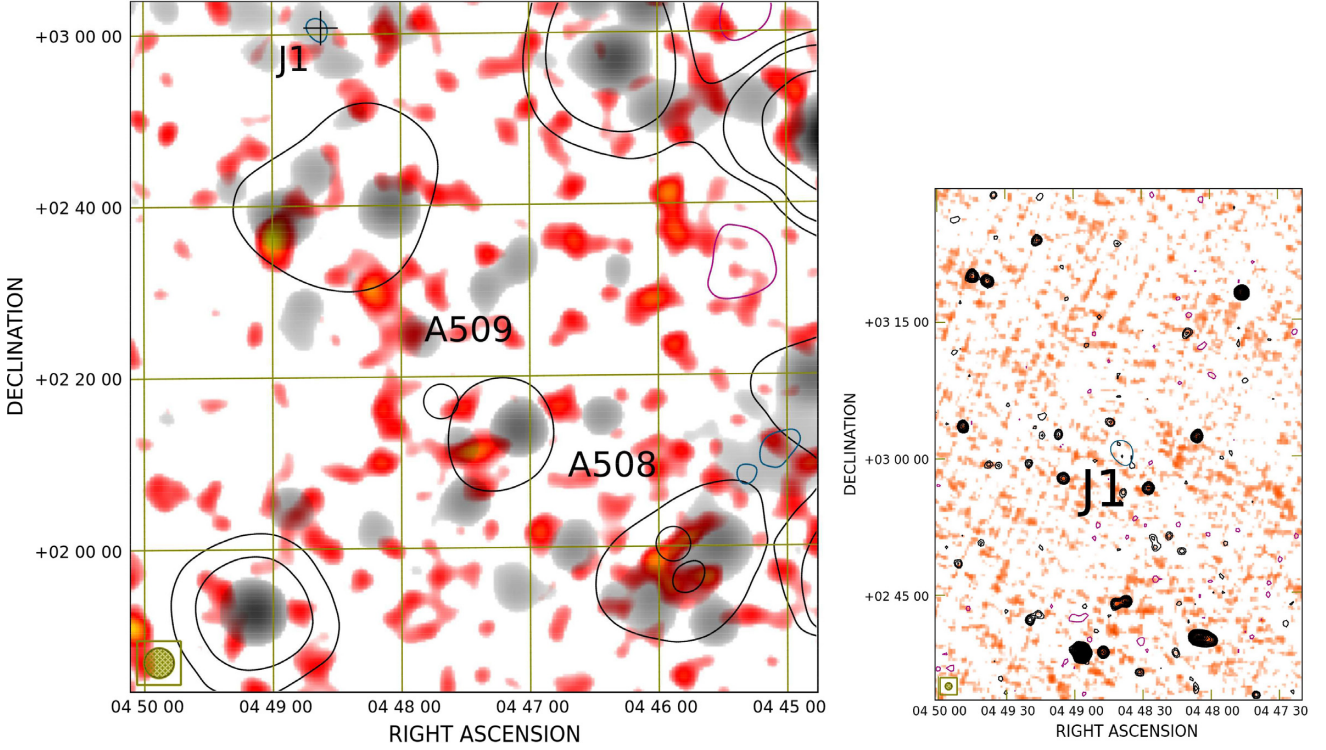 +03 00 00
J1
+02 40 00
A509
+02 20 00
A508
+02 00 00
DECLINATION
04 50 00 04 49 00 04 48 00 04 47 00 04 46 00 04 45 00
RIGHT ASCENSION
+03 15 00
+03 00 00
J1
+02 45 00
DECLINATION
04 50 00 04 49 30 04 49 00 04 48 30 04 48 00 04 47 30
RIGHT ASCENSION